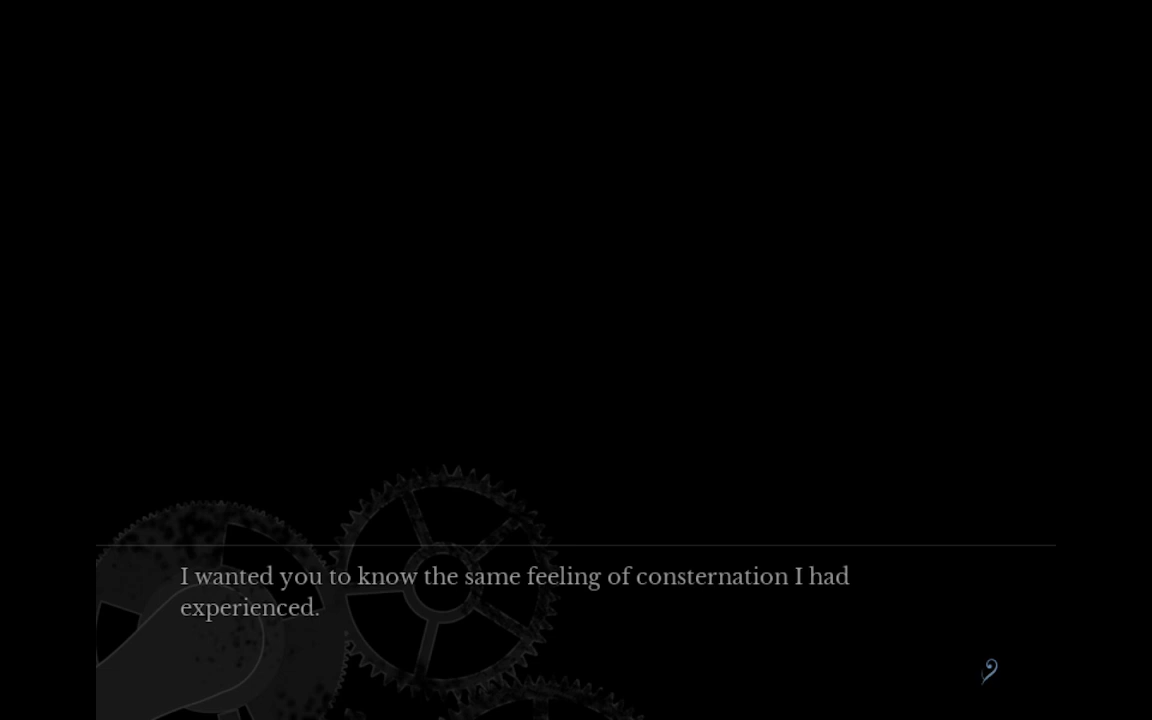 I wanted you to know the same feeling of consternation I had
experienced.